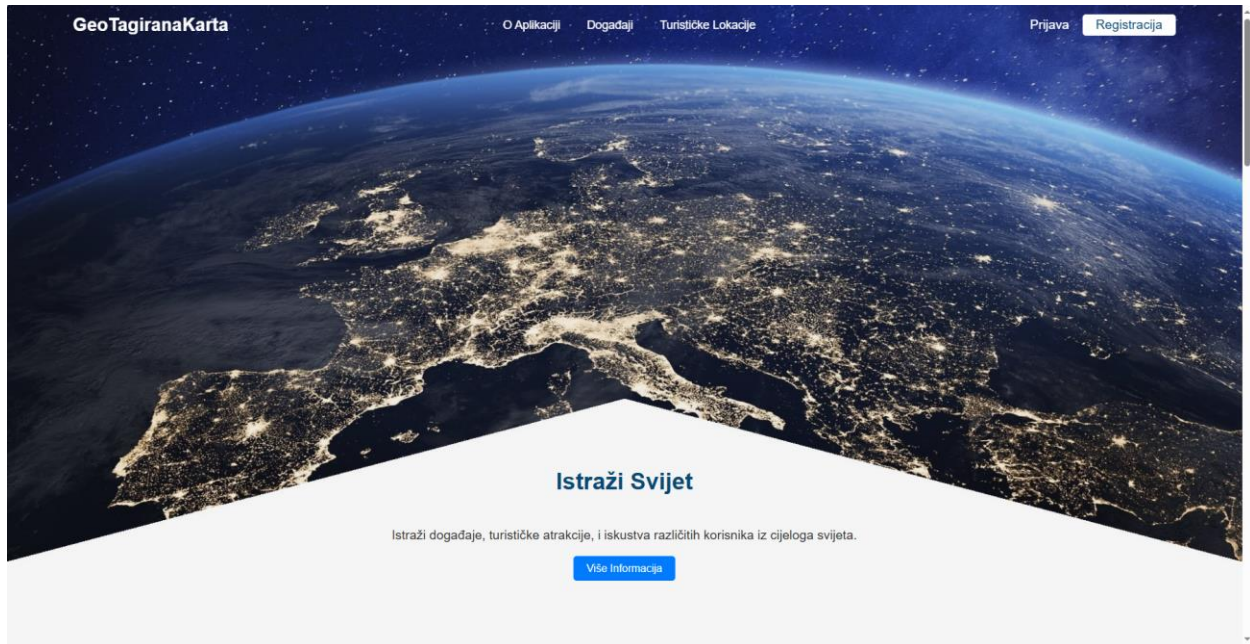 GeoTagiranaKarta
O Aplikaciji Događaji Turističke Lokacije
Prijava Registracija
Istraži Svijet
Istraži događaje, turističke atrakcije, i iskustva različitih korisnika iz cijeloga svijeta.
Više Informacija